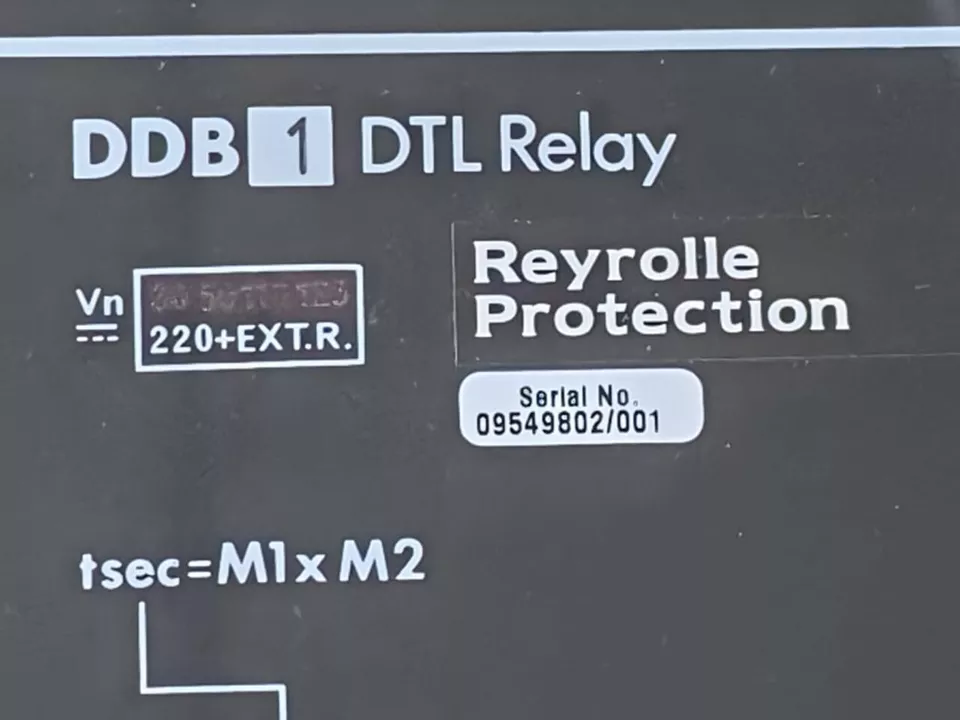 DDB 1 DTL Relay
Reyrolle
Protection
Vn
220+EXT.R.
Serial No.
09549802/001
tsec=M1xM2